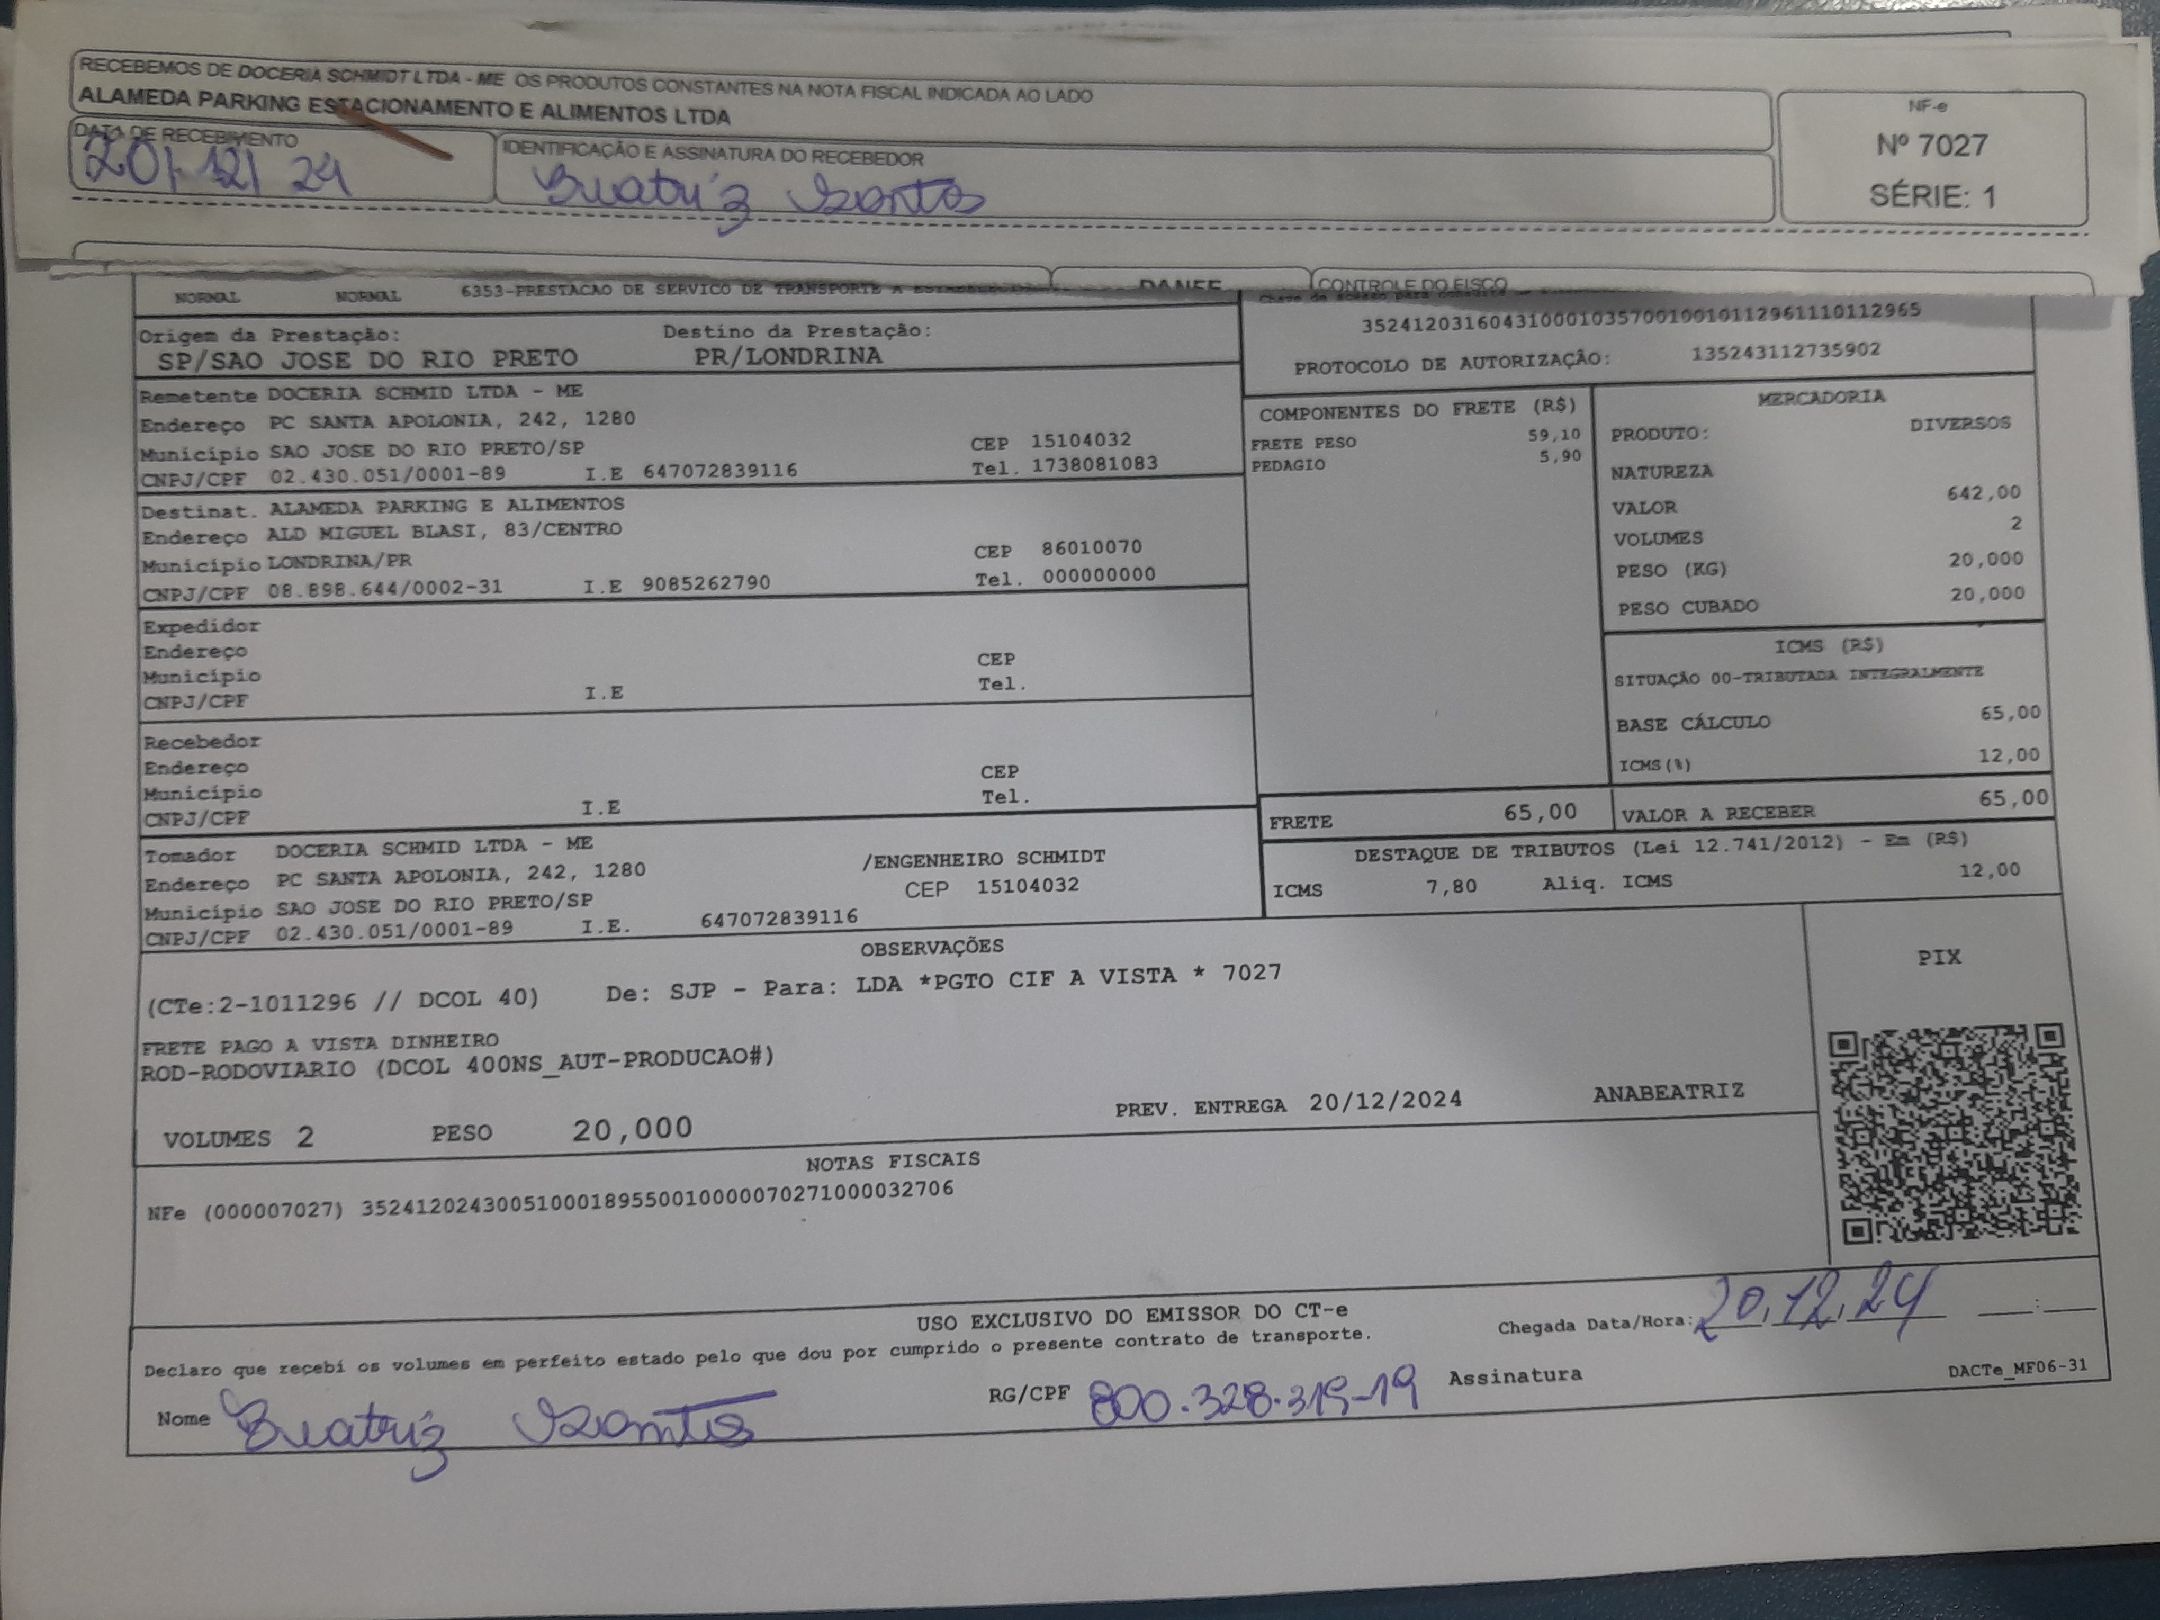 RECEBEMOS DE DOCERIA SCHMIDT LTDA - ME OS PRODUTOS CONSTANTES NA NOTA FISCAL INDICADA AO LADO
ALAMEDA PARKING ESTACIONAMENTO E ALIMENTOS LTDA
DATA DE RECEBIMENTO
20/12/24
IDENTIFICAÇÃO E ASSINATURA DO RECEBEDOR
Beatriz Santos
NF-e
Nº 7027
SÉRIE: 1
DANFE
CONTROLE DO FISCO
NORMAL NORMAL 6353-PRESTACAO DE SERVICO DE TRANSPORTE A
Chave de acesso para
35241203160431000103570010010112961110112965
PROTOCOLO DE AUTORIZAÇÃO: 135243112735902
Origem da Prestação: Destino da Prestação:
SP/SAO JOSE DO RIO PRETO PR/LONDRINA
Remetente DOCERIA SCHMID LTDA - ME
Endereço PC SANTA APOLONIA, 242, 1280
Município SAO JOSE DO RIO PRETO/SP CEP 15104032
CNPJ/CPF 02.430.051/0001-89 I.E 647072839116 Tel. 1738081083
Destinat. ALAMEDA PARKING E ALIMENTOS
Endereço ALD MIGUEL BLASI, 83/CENTRO
Município LONDRINA/PR CEP 86010070
CNPJ/CPF 08.898.644/0002-31 I.E 9085262790 Tel. 000000000
Expedidor
Endereço
Município CEP
CNPJ/CPF I.E Tel.
Recebedor
Endereço
Município CEP
CNPJ/CPF I.E Tel.
Tomador DOCERIA SCHMID LTDA - ME
Endereço PC SANTA APOLONIA, 242, 1280 /ENGENHEIRO SCHMIDT
Município SAO JOSE DO RIO PRETO/SP CEP 15104032
CNPJ/CPF 02.430.051/0001-89 I.E. 647072839116
COMPONENTES DO FRETE (R$)
FRETE PESO 59,10
PEDAGIO 5,90
MERCADORIA
PRODUTO: DIVERSOS
NATUREZA
VALOR 642,00
VOLUMES 2
PESO (KG) 20,000
PESO CUBADO 20,000
ICMS (R$)
SITUAÇÃO 00-TRIBUTADA INTEGRALMENTE
BASE CÁLCULO 65,00
ICMS(%) 12,00
FRETE 65,00 VALOR A RECEBER 65,00
DESTAQUE DE TRIBUTOS (Lei 12.741/2012) - Em (R$)
ICMS 7,80 Aliq. ICMS 12,00
OBSERVAÇÕES
(CTe:2-1011296 // DCOL 40) De: SJP - Para: LDA *PGTO CIF A VISTA * 7027
FRETE PAGO A VISTA DINHEIRO
ROD-RODOVIARIO (DCOL 400NS_AUT-PRODUCAO#)
PREV. ENTREGA 20/12/2024 ANABEATRIZ
VOLUMES 2 PESO 20,000
PIX
NOTAS FISCAIS
NFe (000007027) 35241202430051000189550010000070271000032706
USO EXCLUSIVO DO EMISSOR DO CT-e
Declaro que recebi os volumes em perfeito estado pelo que dou por cumprido o presente contrato de transporte.
Chegada Data/Hora: 20.12.24 __:__
Nome Beatriz Santos RG/CPF 800.328.319-19 Assinatura
DACTe_MF06-31